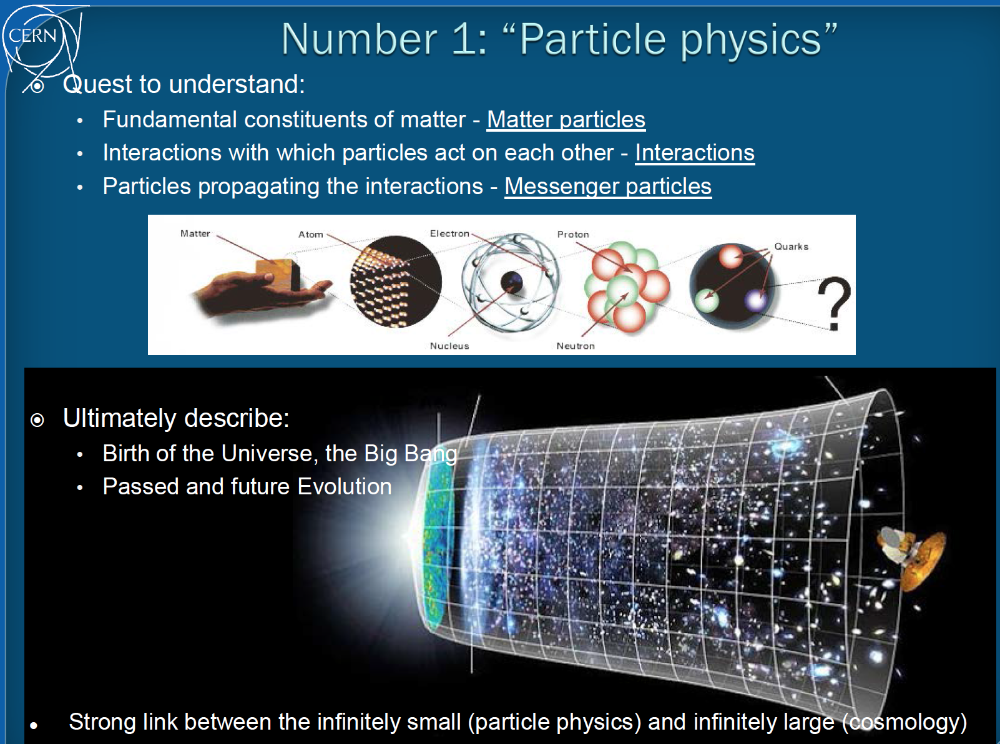 CERN
Number 1: “Particle physics”
Quest to understand:
• Fundamental constituents of matter - Matter particles
• Interactions with which particles act on each other - Interactions
• Particles propagating the interactions - Messenger particles
Matter
Atom
Electron
Proton
Quarks
?
Nucleus
Neutron
Ultimately describe:
• Birth of the Universe, the Big Bang
• Passed and future Evolution
• Strong link between the infinitely small (particle physics) and infinitely large (cosmology)